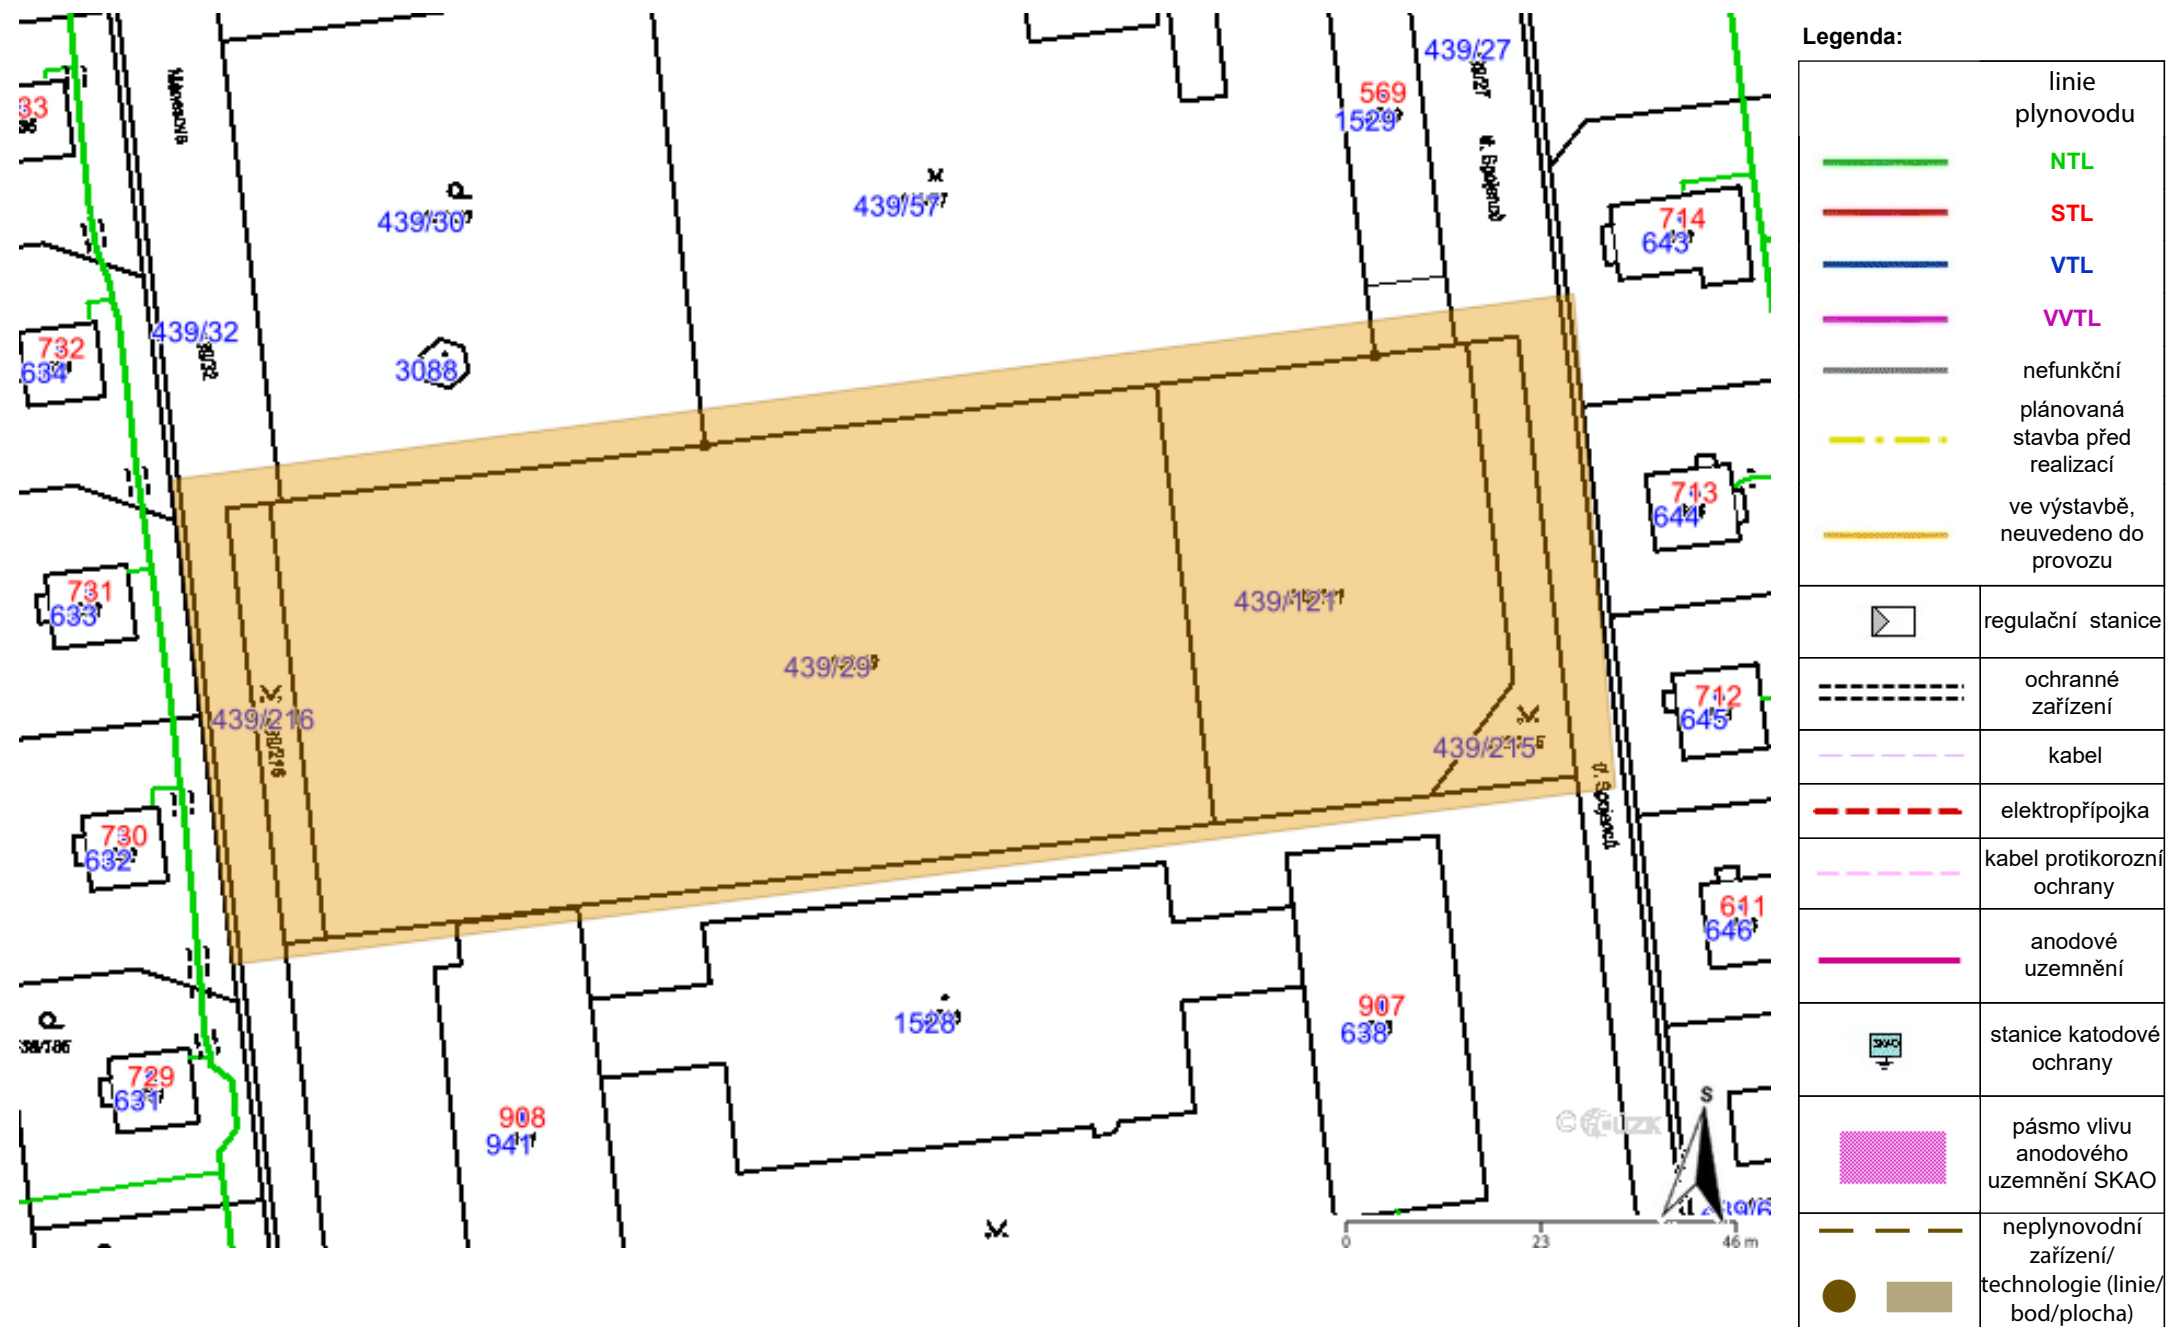 439/27
569
1529
33
439/30
439/57
714
643
439/32
732
634
3088
713
644
731
633
439/121
439/29
712
645
439/216
439/215
730
632
611
646
1528
907
638
729
631
908
941
S
0 23 46 m
Legenda:
linie
plynovodu
NTL
STL
VTL
VVTL
nefunkční
plánovaná
stavba před
realizací
ve výstavbě,
neuvedeno do
provozu
regulační stanice
ochranné
zařízení
kabel
elektropřípojka
kabel protikorozní
ochrany
anodové
uzemnění
SKAO
stanice katodové
ochrany
pásmo vlivu
anodového
uzemnění SKAO
neplynovodní
zařízení/
technologie (linie/
bod/plocha)